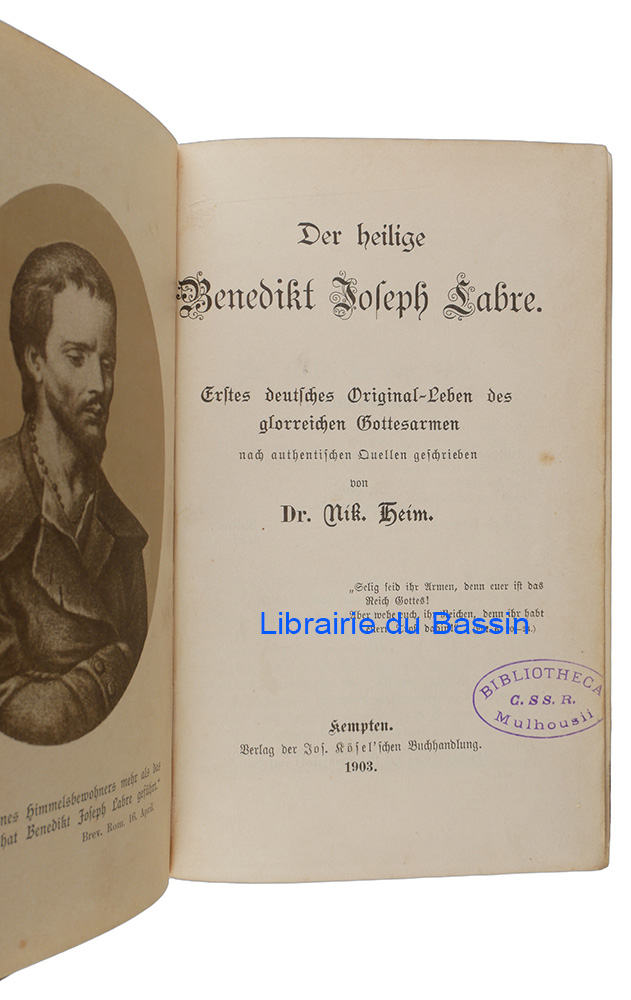 nes Himmelsbewohners mehr als das
hat Benedikt Joseph Labre geführt."
Brev. Rom. 16. April.
Der heilige
Benedikt Joseph Labre.
Erstes deutsches Original-Leben des
glorreichen Gottesarmen
nach authentischen Quellen geschrieben
von
Dr. Nik. Heim.
„Selig seid ihr Armen, denn euer ist das
Reich Gottes!
Aber wehe euch, ihr Reichen, denn ihr habt
euern Trost
Librairie du Bassin
BIBLIOTHECA
C. SS. R.
Mulhousii
Kempten.
Verlag der Jos. Kösel'schen Buchhandlung.
1903.